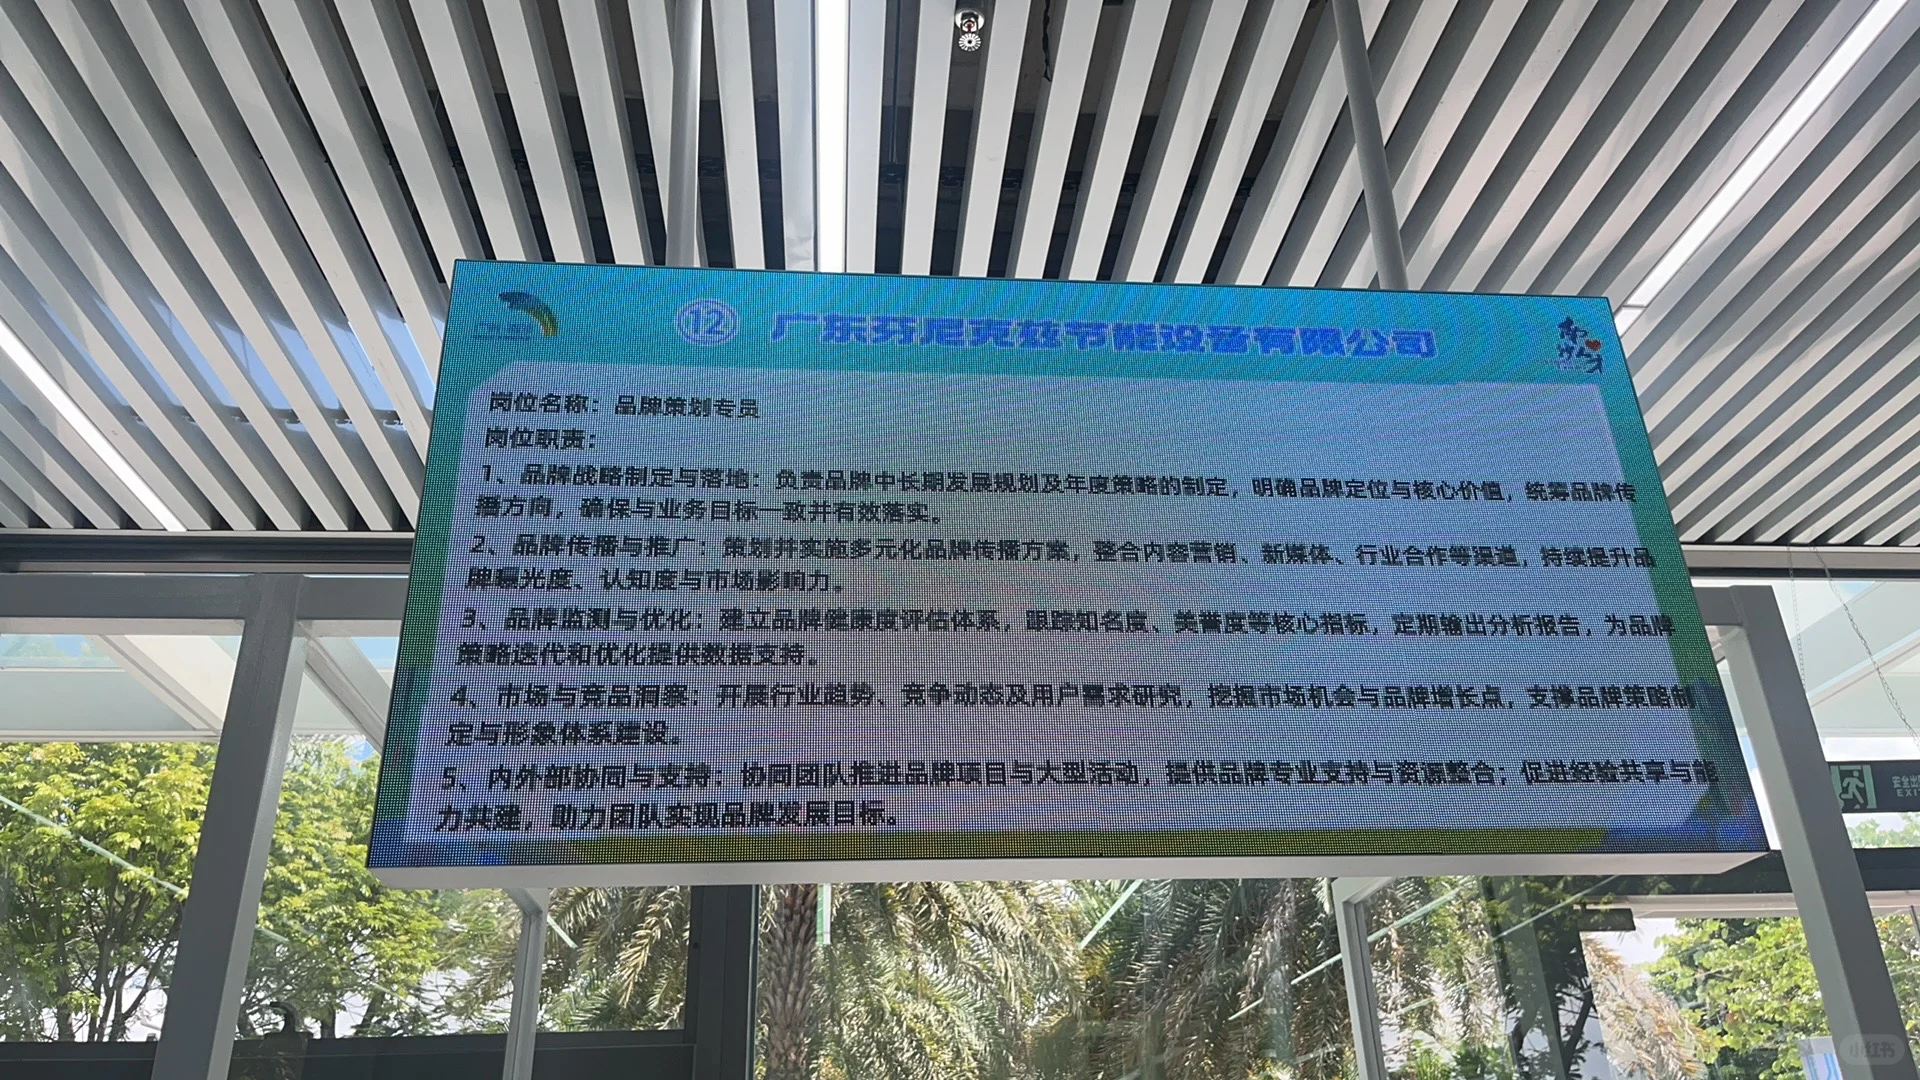 ⑫ 广东芬尼克兹节能设备有限公司
岗位名称：品牌策划专员
岗位职责：
1、品牌战略制定与落地：负责品牌中长期发展规划及年度策略的制定，明确品牌定位与核心价值，统筹品牌传
播方向，确保与业务目标一致并有效落实。
2、品牌传播与推广：策划并实施多元化品牌传播方案，整合内容营销、新媒体、行业合作等渠道，持续提升品
牌曝光度、认知度与市场影响力。
3、品牌监测与优化：建立品牌健康度评估体系，跟踪知名度、美誉度等核心指标，定期输出分析报告，为品牌
策略迭代和优化提供数据支持。
4、市场与竞品洞察：开展行业趋势、竞争动态及用户需求研究，挖掘市场机会与品牌增长点，支撑品牌策略制
定与形象体系建设。
5、内外部协同与支持：协同团队推进品牌项目与大型活动，提供品牌专业支持与资源整合；促进经验共享与能
力共建，助力团队实现品牌发展目标。
安全出
EXI
小红书